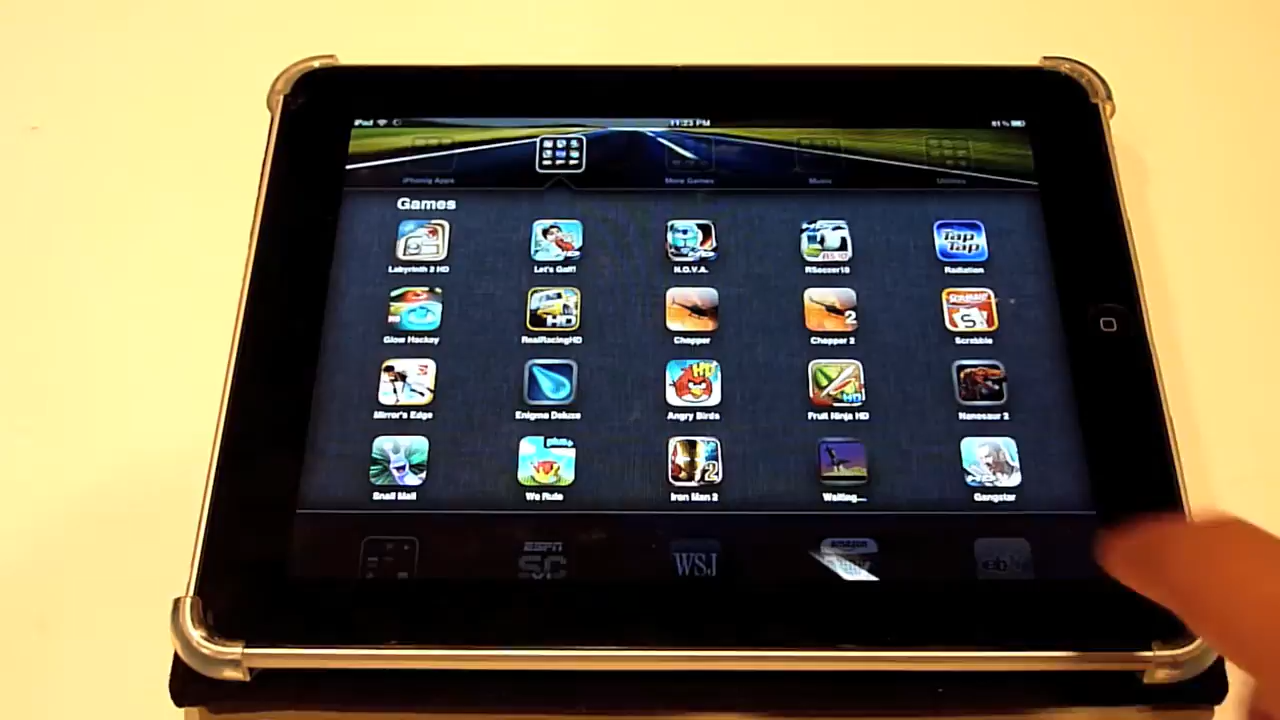 iPad 11:23 PM 81%
iPhonig Apps More Games Music Utilities
Games
Labyrinth 2 HD Let's Golf! N.O.V.A. RSoccer10 Radiation
Glow Hockey RealRacingHD Chopper Chopper 2 Scrabble
Mirror's Edge Enigmo Deluxe Angry Birds Fruit Ninja HD Nanosaur 2
Snail Mail We Rule Iron Man 2 Waiting... Gangstar
ESPN SC WSJ amazon